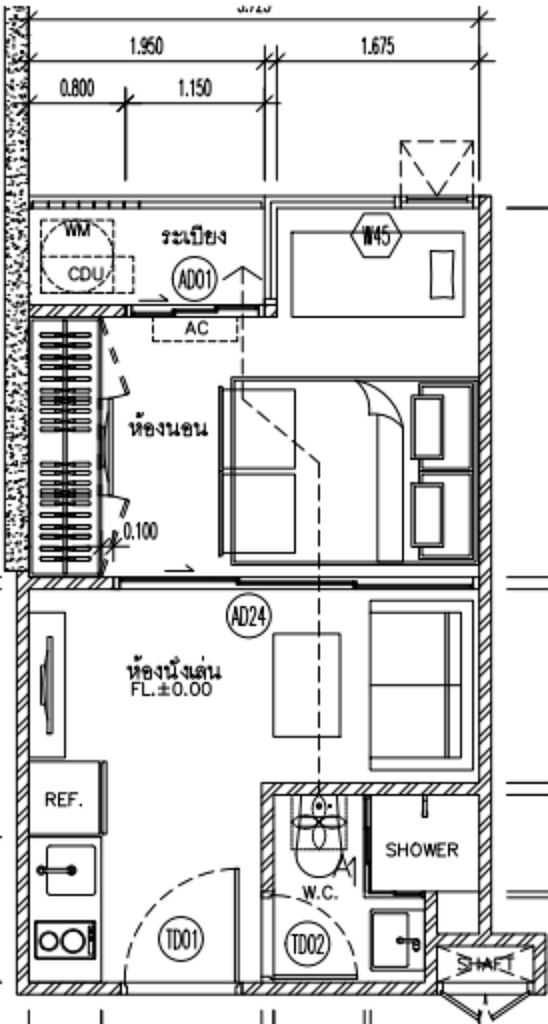 1.950
1.675
0.800
1.150
WM
ระเบียง
W45
CDU
AD01
AC
ห้องนอน
0.100
AD24
ห้องนั่งเล่น
FL.±0.00
REF.
SHOWER
W.C.
TD01
TD02
SHAFT